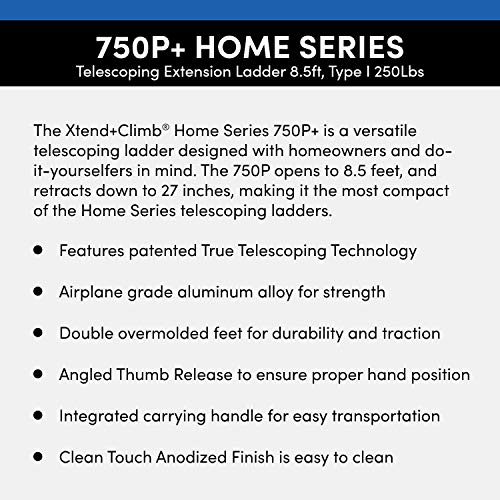 750P+ HOME SERIES
Telescoping Extension Ladder 8.5ft, Type I 250Lbs
The Xtend+Climb® Home Series 750P+ is a versatile
telescoping ladder designed with homeowners and do-
it-yourselfers in mind. The 750P opens to 8.5 feet, and
retracts down to 27 inches, making it the most compact
of the Home Series telescoping ladders.
• Features patented True Telescoping Technology
• Airplane grade aluminum alloy for strength
• Double overmolded feet for durability and traction
• Angled Thumb Release to ensure proper hand position
• Integrated carrying handle for easy transportation
• Clean Touch Anodized Finish is easy to clean